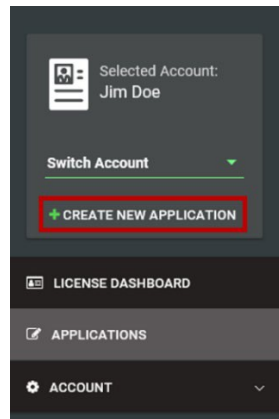 Selected Account:
Jim Doe
Switch Account
+ CREATE NEW APPLICATION
LICENSE DASHBOARD
APPLICATIONS
ACCOUNT